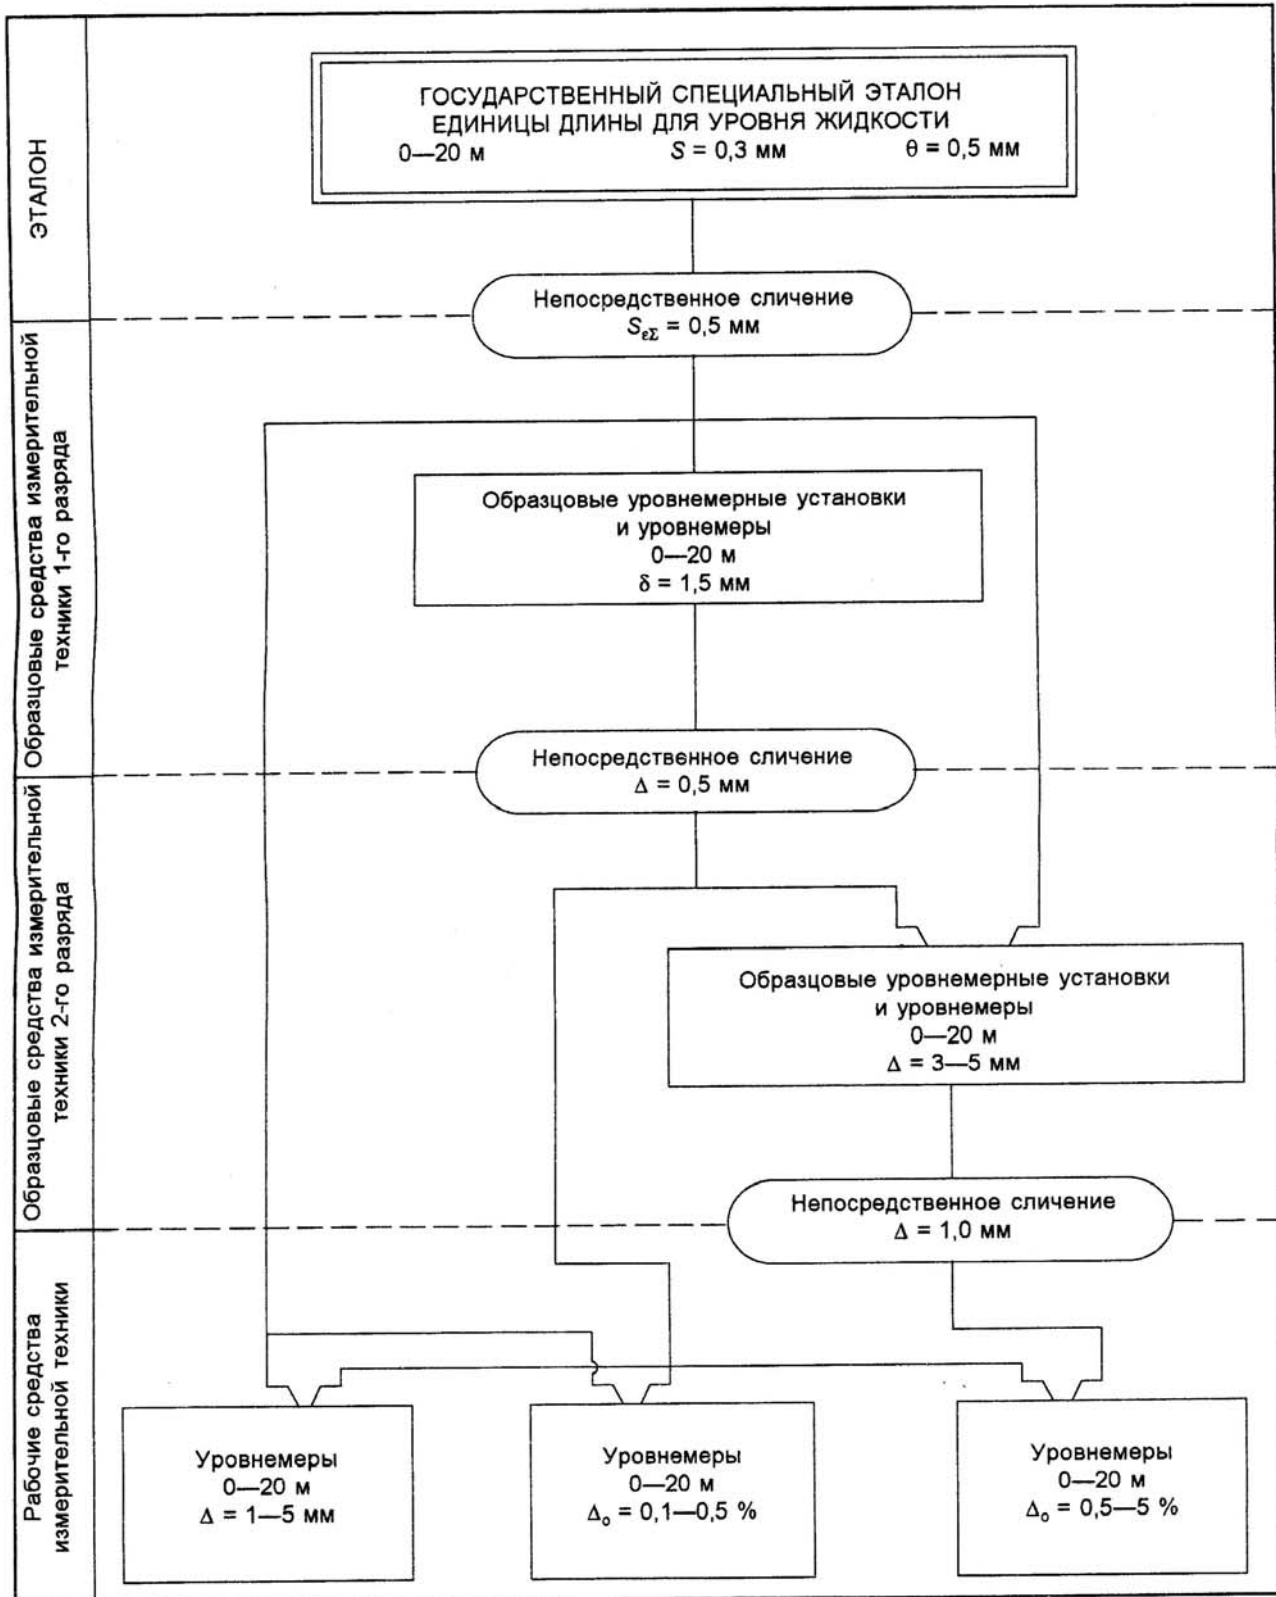 ЭТАЛОН
ГОСУДАРСТВЕННЫЙ СПЕЦИАЛЬНЫЙ ЭТАЛОН
ЕДИНИЦЫ ДЛИНЫ ДЛЯ УРОВНЯ ЖИДКОСТИ
0—20 м S = 0,3 мм θ = 0,5 мм
Непосредственное сличение
S_εΣ = 0,5 мм
Образцовые средства измерительной
техники 1-го разряда
Образцовые уровнемерные установки
и уровнемеры
0—20 м
δ = 1,5 мм
Непосредственное сличение
Δ = 0,5 мм
Образцовые средства измерительной
техники 2-го разряда
Образцовые уровнемерные установки
и уровнемеры
0—20 м
Δ = 3—5 мм
Непосредственное сличение
Δ = 1,0 мм
Рабочие средства
измерительной техники
Уровнемеры
0—20 м
Δ = 1—5 мм
Уровнемеры
0—20 м
Δ₀ = 0,1—0,5 %
Уровнемеры
0—20 м
Δ₀ = 0,5—5 %